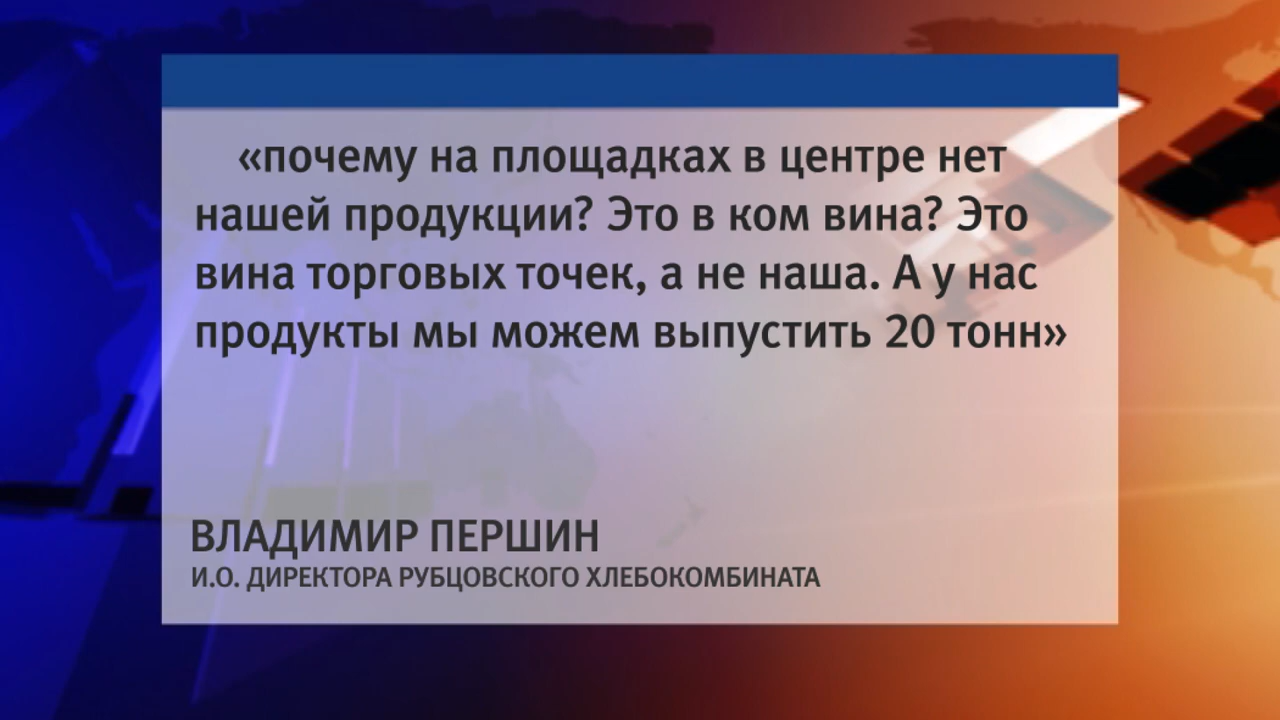 «почему на площадках в центре нет
нашей продукции? Это в ком вина? Это
вина торговых точек, а не наша. А у нас
продукты мы можем выпустить 20 тонн»
ВЛАДИМИР ПЕРШИН
И.О. ДИРЕКТОРА РУБЦОВСКОГО ХЛЕБОКОМБИНАТА